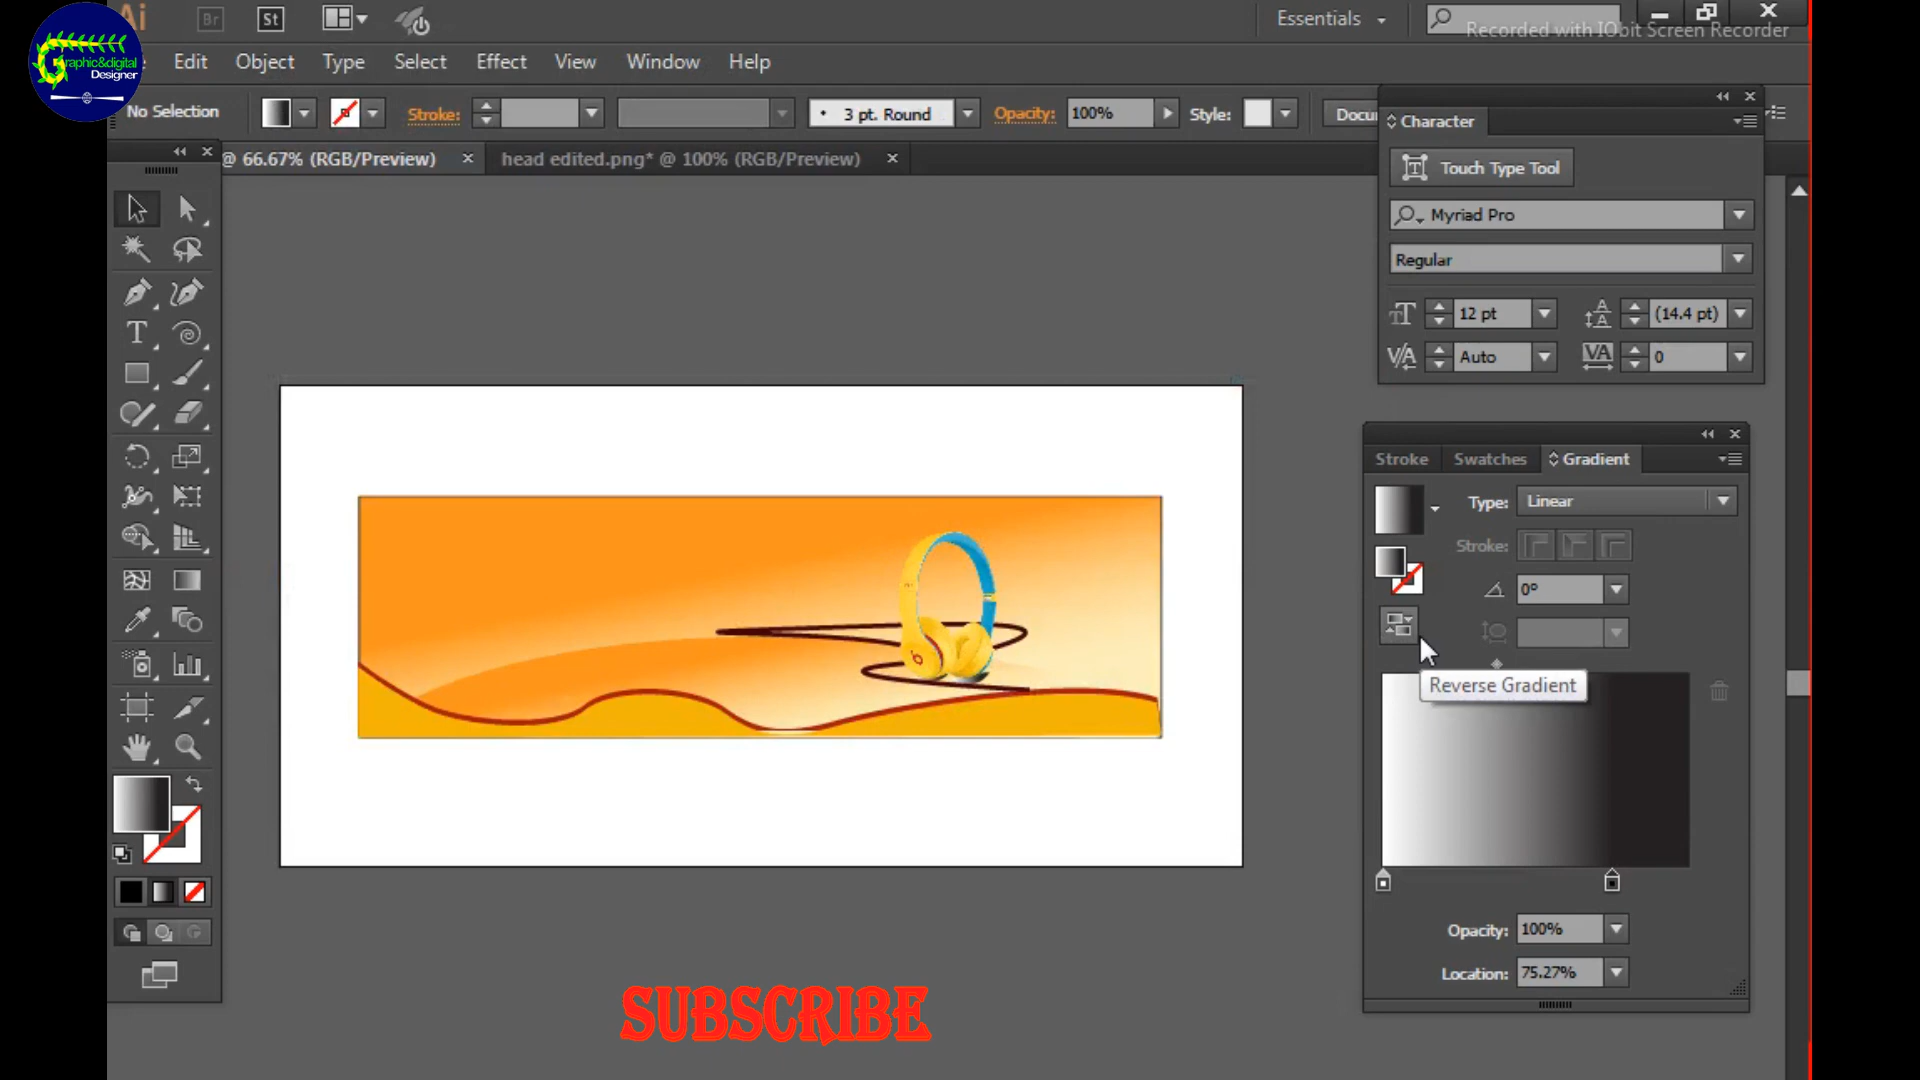 Ai
Br
St
Essentials
Recorded with IObit Screen Recorder
Graphic&digital
Designer
Edit
Object
Type
Select
Effect
View
Window
Help
No Selection
Stroke:
3 pt. Round
Opacity:
100%
Style:
Docu
@ 66.67% (RGB/Preview)
head edited.png* @ 100% (RGB/Preview)
Character
Touch Type Tool
Myriad Pro
Regular
12 pt
(14.4 pt)
Auto
0
Stroke
Swatches
Gradient
Type:
Linear
Stroke:
0°
Reverse Gradient
Opacity:
100%
Location:
75.27%
SUBSCRIBE